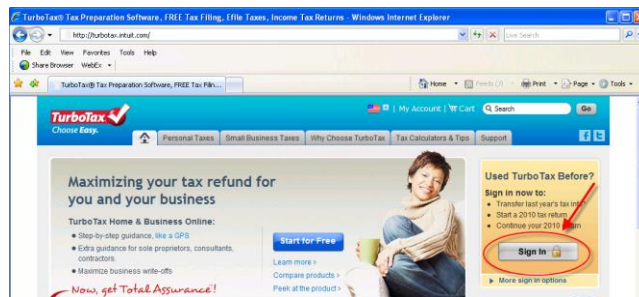 TurboTax® Tax Preparation Software, FREE Tax Filing, Efile Taxes, Income Tax Returns - Windows Internet Explorer
http://turbotax.intuit.com/
Live Search
File Edit View Favorites Tools Help
Share Browser WebEx
TurboTax® Tax Preparation Software, FREE Tax Filin...
Home Feeds (J) Print Page Tools
TurboTax
Choose Easy.
My Account | Cart Search Go
Personal Taxes Small Business Taxes Why Choose TurboTax Tax Calculators & Tips Support
Maximizing your tax refund for
you and your business
TurboTax Home & Business Online:
Step-by-step guidance, like a GPS
Extra guidance for sole proprietors, consultants,
contractors.
Maximize business write-offs
Now, get Total Assurance!
Start for Free
Learn more >
Compare products >
Peek at the product >
Used TurboTax Before?
Sign in now to:
Transfer last year's tax info
Start a 2010 tax return
Continue your 2010
Sign In
More sign in options